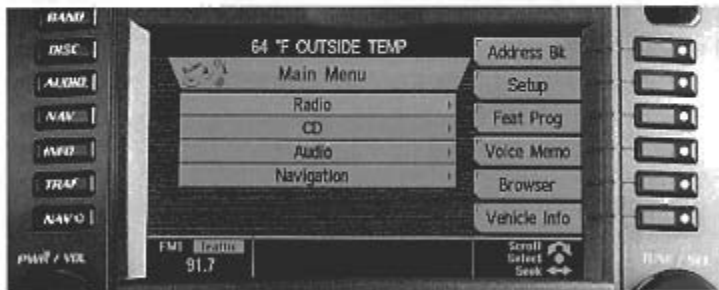 BAND
DISC
AUDIO
NAV
INFO
TRAF
NAV
PWR / VOL
64 °F OUTSIDE TEMP
Main Menu
Radio
CD
Audio
Navigation
Address Bk
Setup
Feat Prog
Voice Memo
Browser
Vehicle Info
FM1 Traffic
91.7
Scroll
Select
Seek
TUNE / SEL